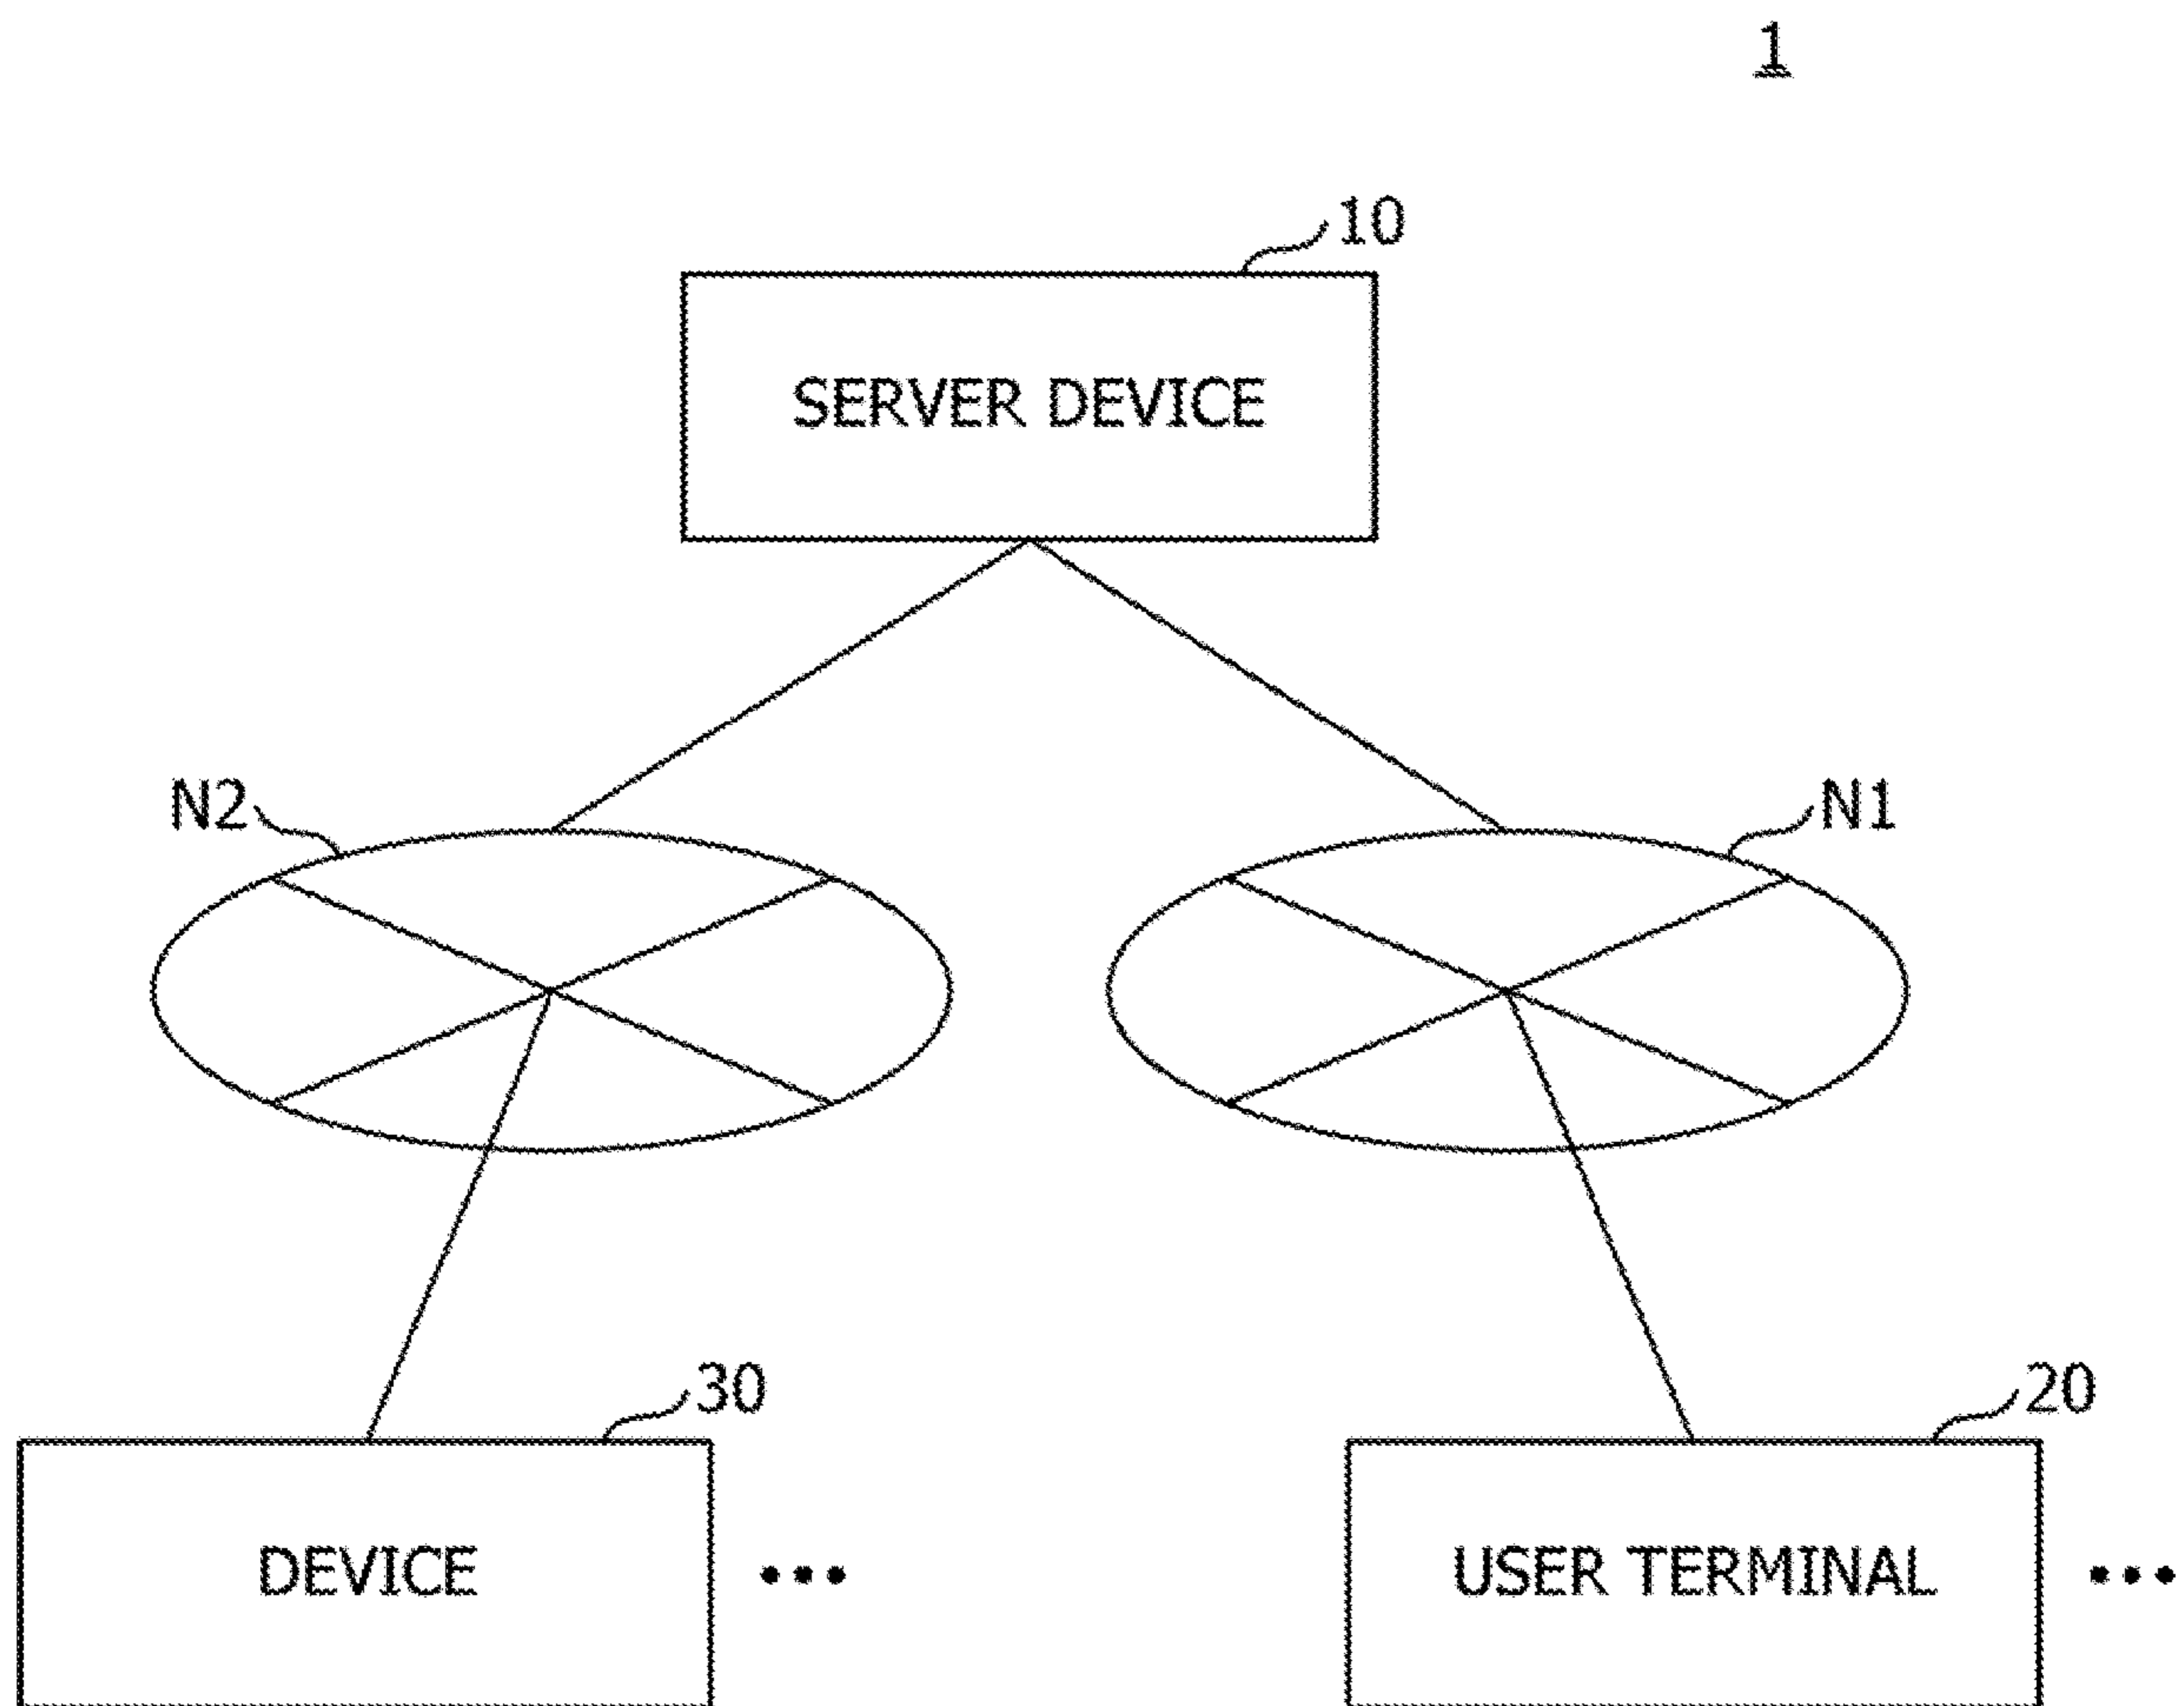 1
10
SERVER DEVICE
N2
N1
30
20
DEVICE
•••
USER TERMINAL
•••